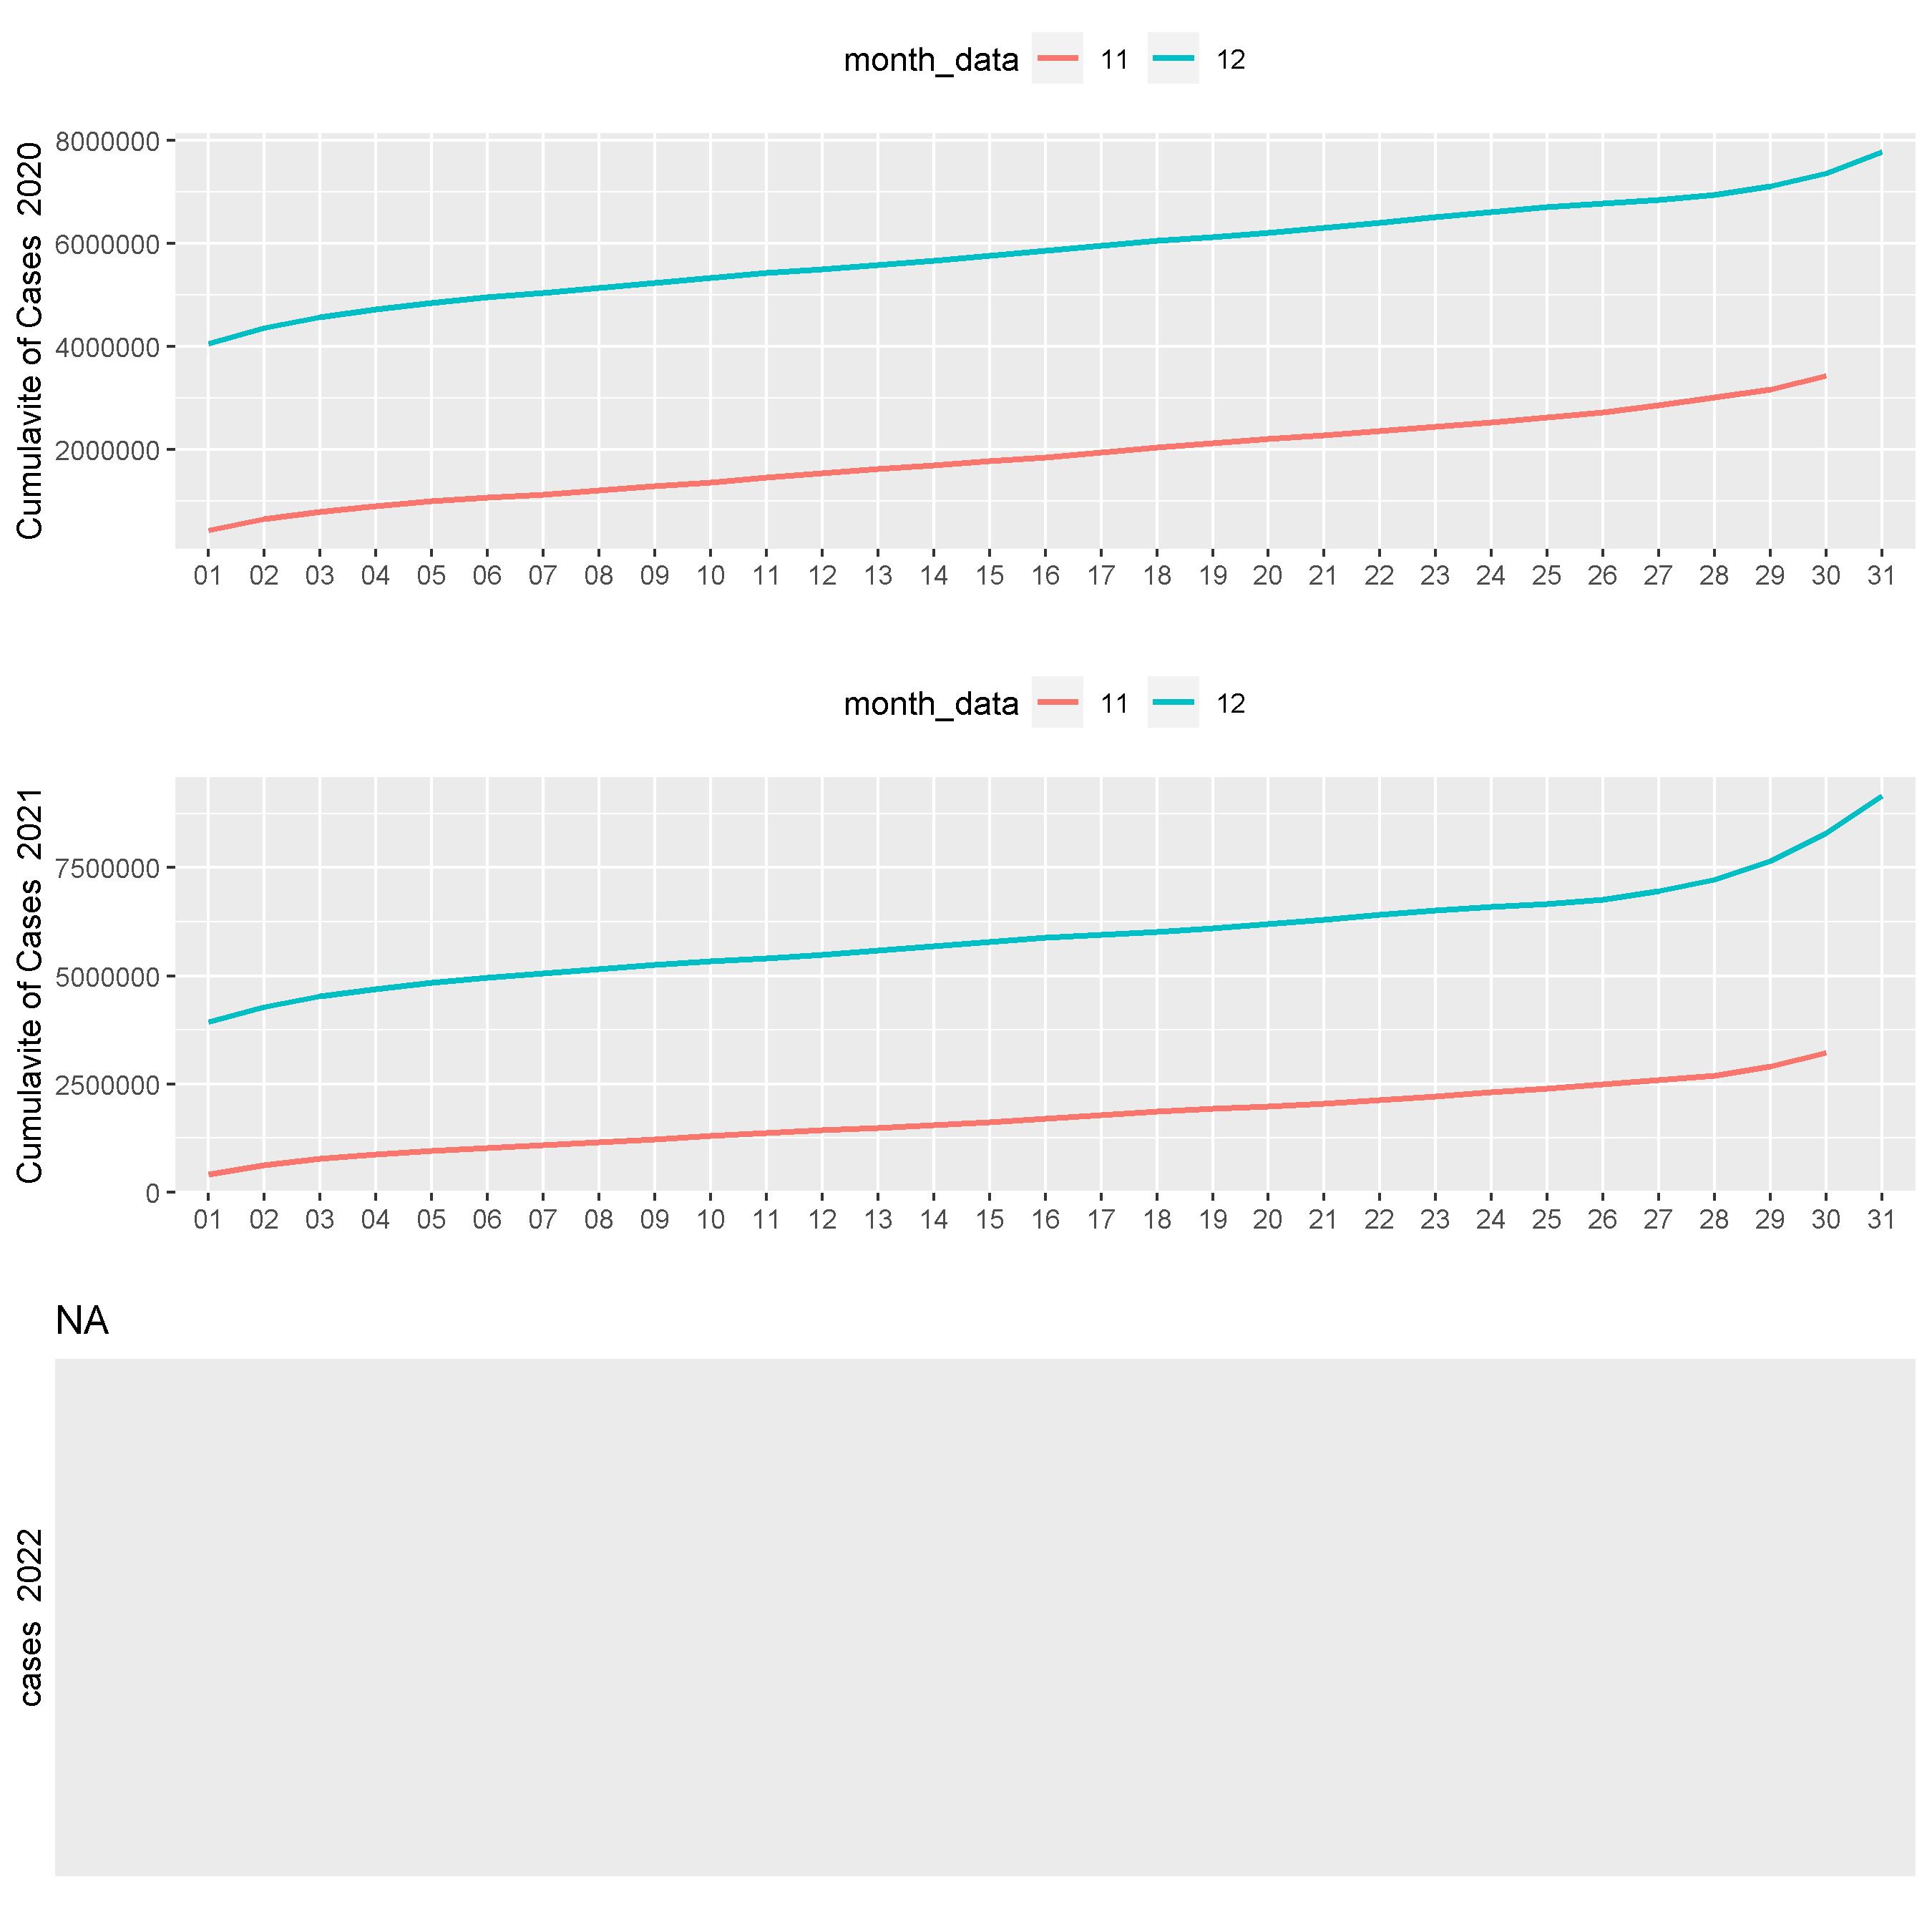 month_data 11 12
Cumulavite of Cases 2020
8000000
6000000
4000000
2000000
01 02 03 04 05 06 07 08 09 10 11 12 13 14 15 16 17 18 19 20 21 22 23 24 25 26 27 28 29 30 31
month_data 11 12
Cumulavite of Cases 2021
7500000
5000000
2500000
0
01 02 03 04 05 06 07 08 09 10 11 12 13 14 15 16 17 18 19 20 21 22 23 24 25 26 27 28 29 30 31
NA
cases 2022